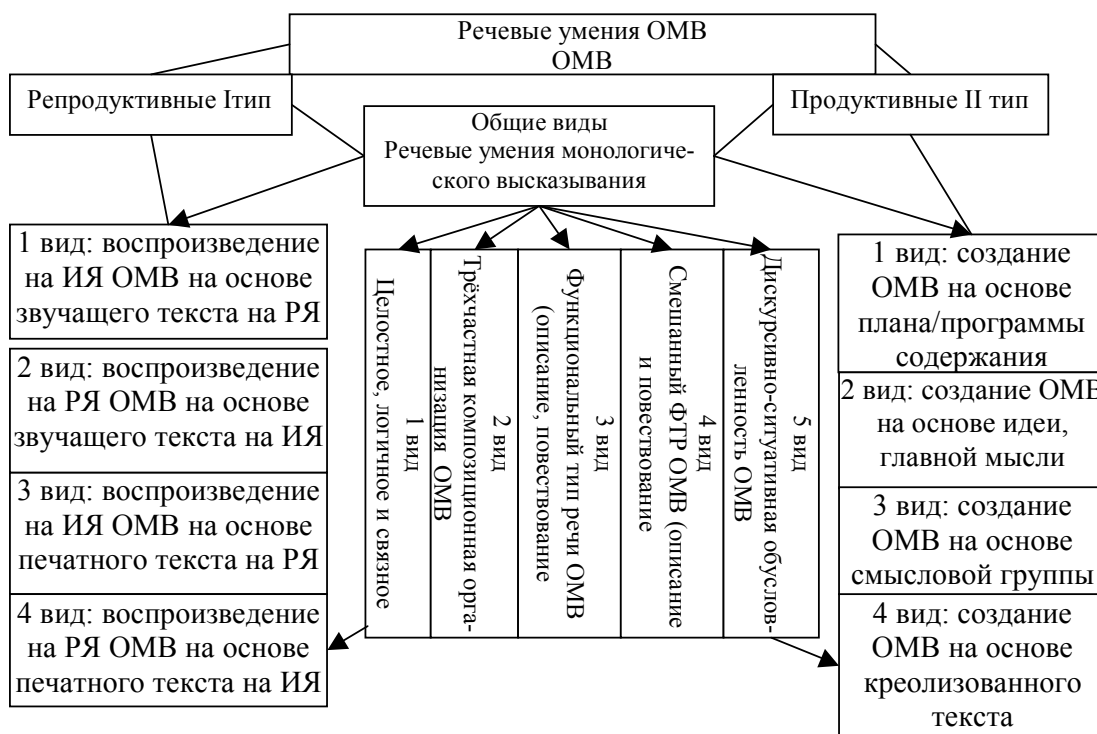 Речевые умения ОМВ
ОМВ
Репродуктивные Iтип
Продуктивные II тип
Общие виды
Речевые умения монологиче-
ского высказывания
1 вид: воспроизведение
на ИЯ ОМВ на основе
звучащего текста на РЯ
2 вид: воспроизведение
на РЯ ОМВ на основе
звучащего текста на ИЯ
3 вид: воспроизведение
на ИЯ ОМВ на основе
печатного текста на РЯ
4 вид: воспроизведение
на РЯ ОМВ на основе
печатного текста на ИЯ
1 вид
Целостное, логичное и связное
2 вид
Трёхчастная композиционная орга-
низация ОМВ
3 вид
Функциональный тип речи ОМВ
(описание, повествование)
4 вид
Смешанный ФТР ОМВ (описание
и повествование
5 вид
Дискурсивно-ситуативная обуслов-
ленность ОМВ
1 вид: создание
ОМВ на основе
плана/программы
содержания
2 вид: создание ОМВ
на основе идеи,
главной мысли
3 вид: создание
ОМВ на основе
смысловой группы
4 вид: создание
ОМВ на основе
креолизованного
текста